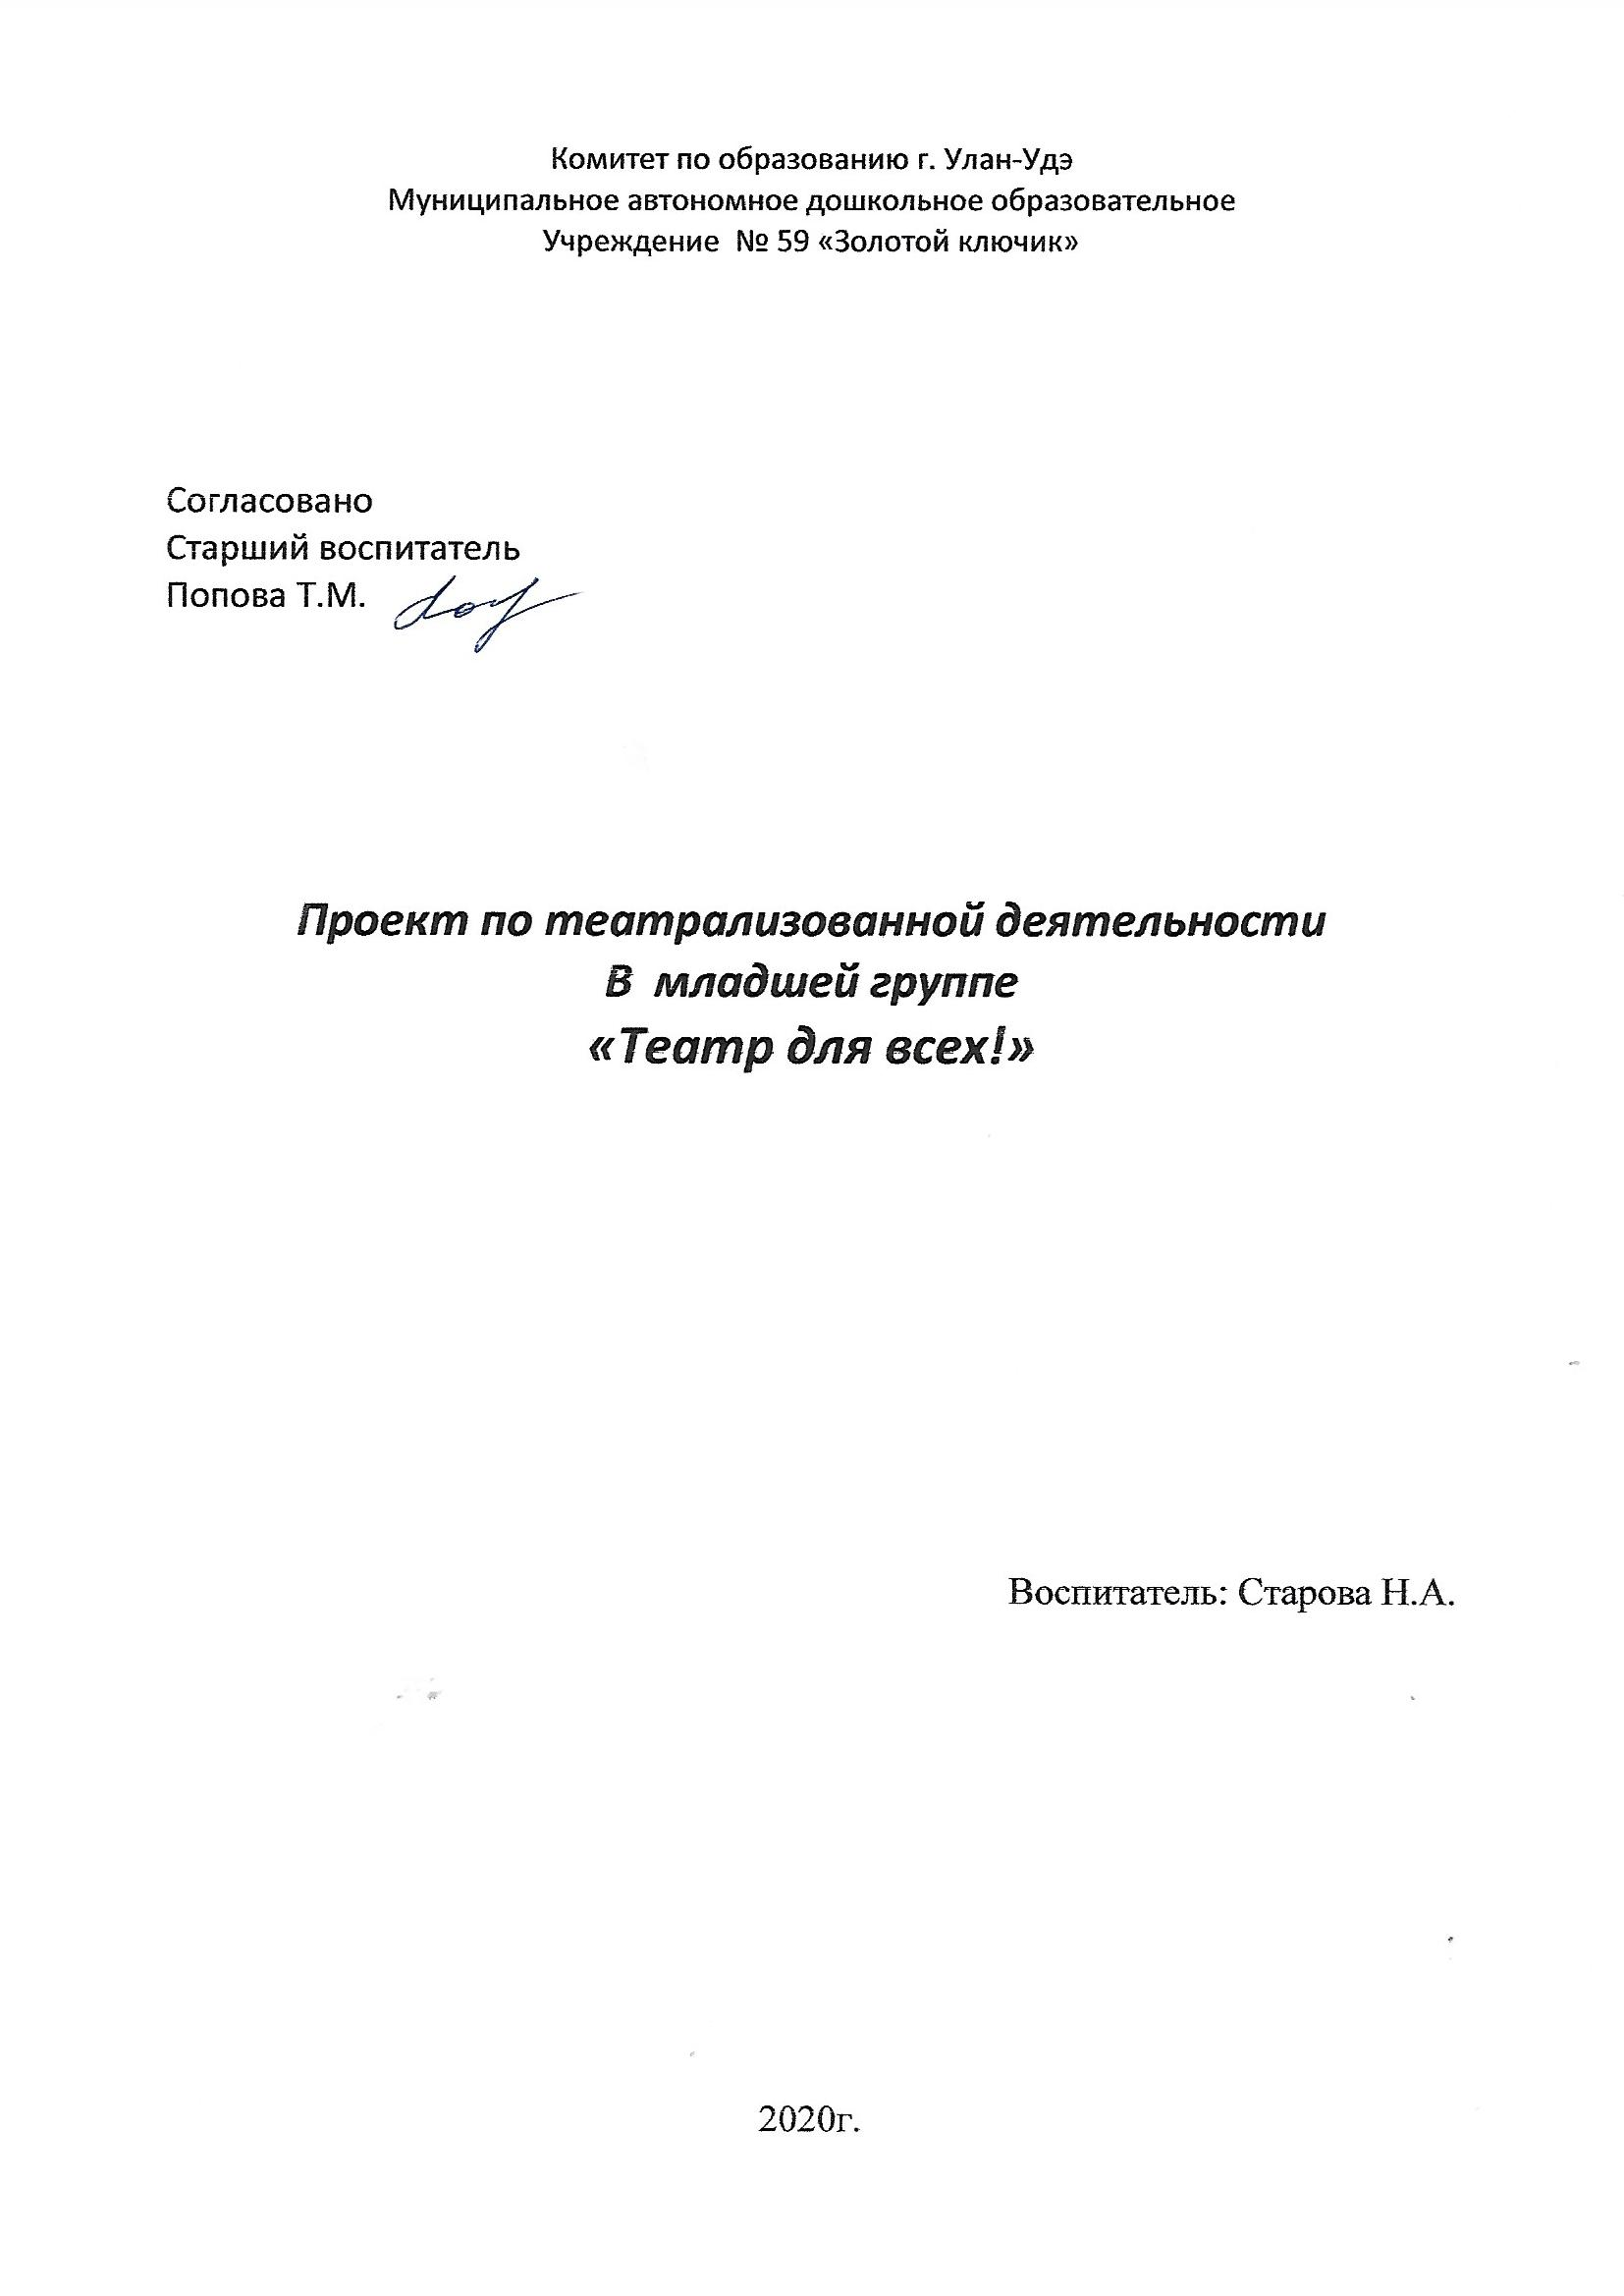 Комитет по образованию г. Улан-Удэ
Муниципальное автономное дошкольное образовательное
Учреждение № 59 «Золотой ключик»
Согласовано
Старший воспитатель
Попова Т.М.
Проект по театрализованной деятельности
В младшей группе
«Театр для всех!»
Воспитатель: Старова Н.А.
2020г.